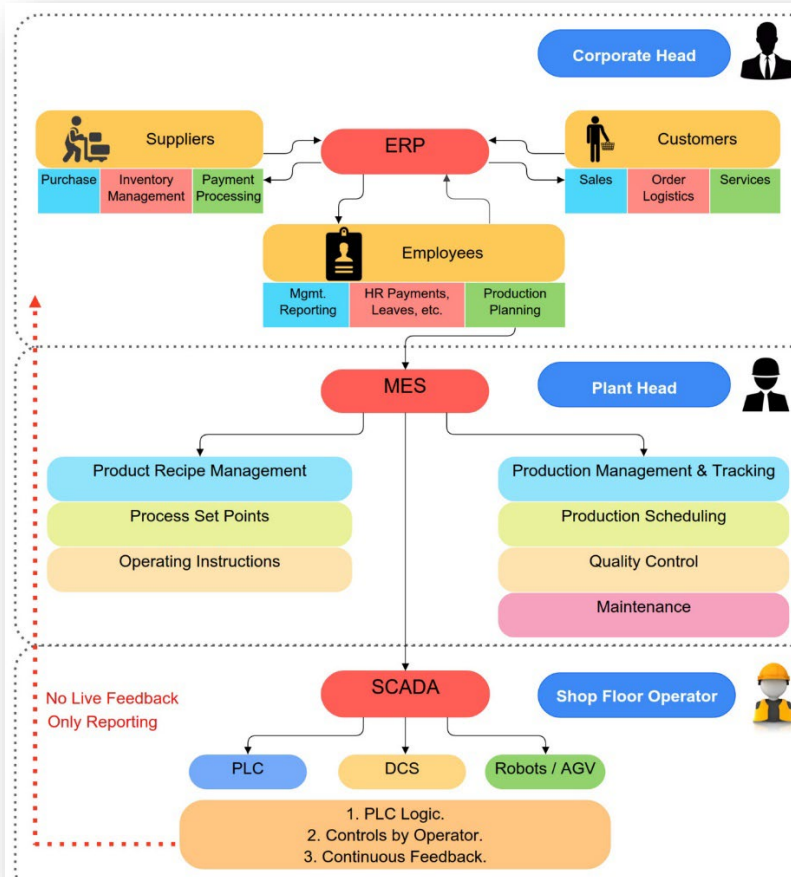 Corporate Head
Suppliers
ERP
Customers
Purchase
Inventory
Management
Payment
Processing
Sales
Order
Logistics
Services
Employees
Mgmt.
Reporting
HR Payments,
Leaves, etc.
Production
Planning
MES
Plant Head
Product Recipe Management
Process Set Points
Operating Instructions
Production Management & Tracking
Production Scheduling
Quality Control
Maintenance
SCADA
Shop Floor Operator
No Live Feedback
Only Reporting
PLC
DCS
Robots / AGV
1. PLC Logic.
2. Controls by Operator.
3. Continuous Feedback.